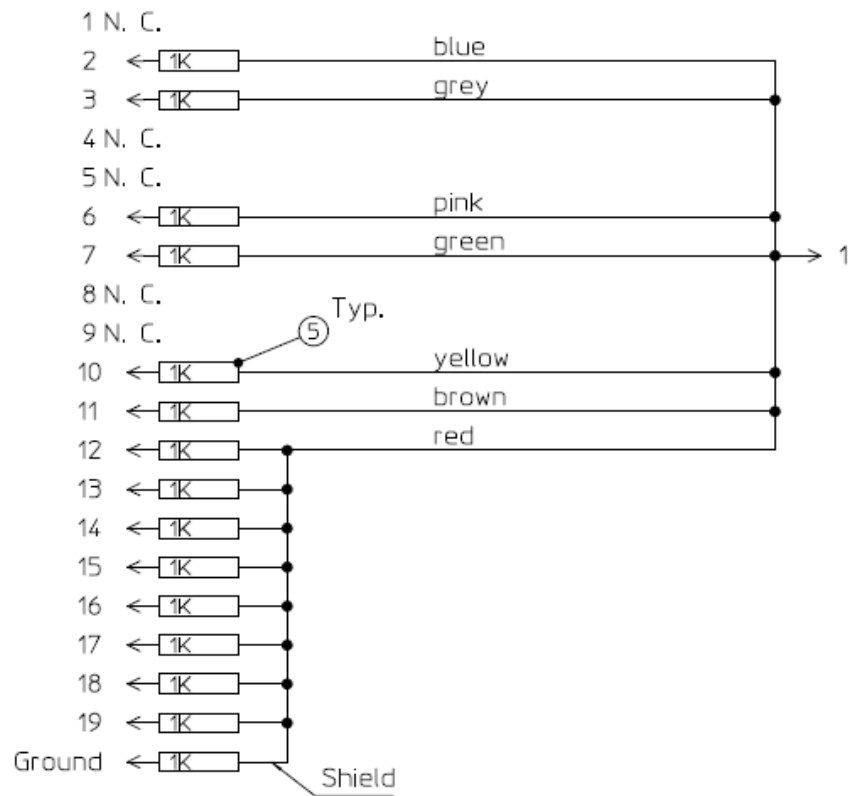 1 N. C.
2 1K blue
3 1K grey
4 N. C.
5 N. C.
6 1K pink
7 1K green 1
8 N. C.
9 N. C.
5 Typ.
10 1K yellow
11 1K brown
12 1K red
13 1K
14 1K
15 1K
16 1K
17 1K
18 1K
19 1K
Ground 1K
Shield